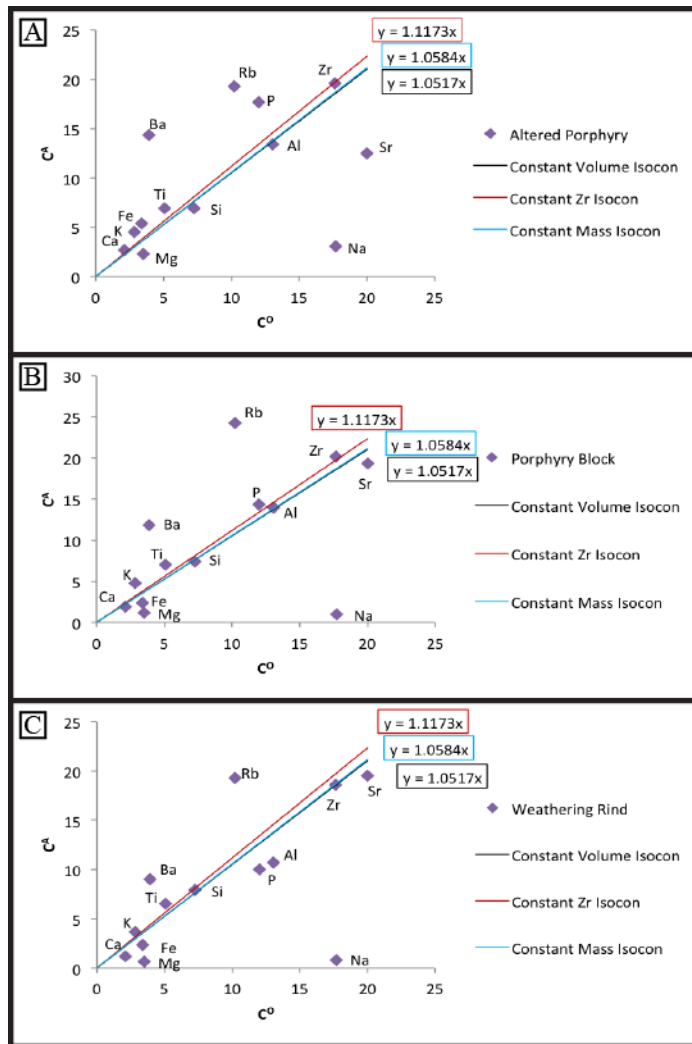 A
y = 1.1173x
y = 1.0584x
y = 1.0517x
25
20
15
10
5
0
Cᴬ
0 5 10 15 20 25
Cᴼ
Rb
Zr
P
Ba
Al
Sr
Ti
Si
Fe
K
Ca
Mg
Na
Altered Porphyry
Constant Volume Isocon
Constant Zr Isocon
Constant Mass Isocon
B
y = 1.1173x
y = 1.0584x
y = 1.0517x
30
25
20
15
10
5
0
Cᴬ
0 5 10 15 20 25
Cᴼ
Rb
Zr
Sr
P
Al
Ba
Ti
Si
K
Ca
Fe
Mg
Na
Porphyry Block
Constant Volume Isocon
Constant Zr Isocon
Constant Mass Isocon
C
y = 1.1173x
y = 1.0584x
y = 1.0517x
25
20
15
10
5
0
Cᴬ
0 5 10 15 20 25
Cᴼ
Rb
Sr
Zr
Al
P
Ba
Ti
Si
K
Ca
Fe
Mg
Na
Weathering Rind
Constant Volume Isocon
Constant Zr Isocon
Constant Mass Isocon